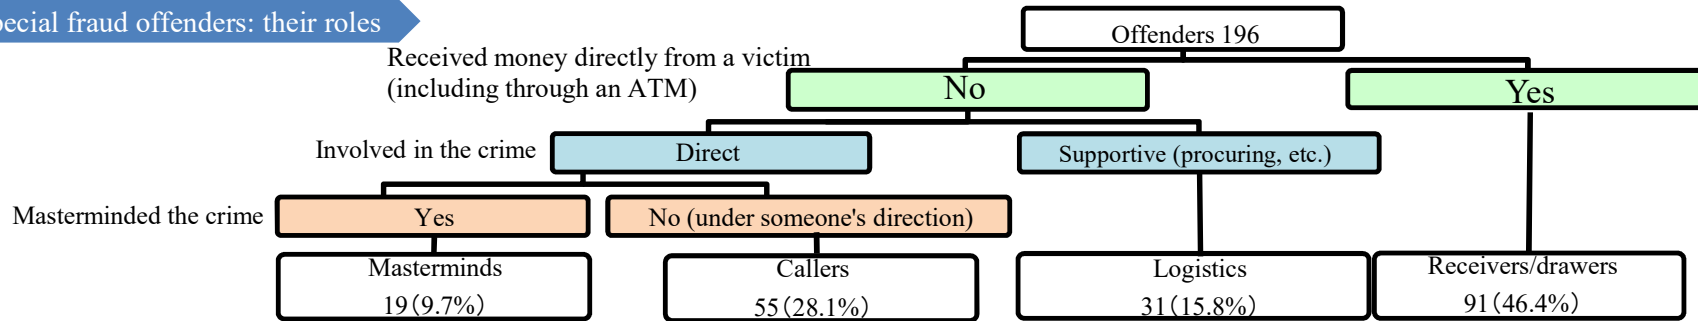 special fraud offenders: their roles
Offenders 196
Received money directly from a victim
(including through an ATM)
No
Yes
Involved in the crime
Direct
Supportive (procuring, etc.)
Masterminded the crime
Yes
No (under someone's direction)
Masterminds
19(9.7%)
Callers
55(28.1%)
Logistics
31(15.8%)
Receivers/drawers
91(46.4%)